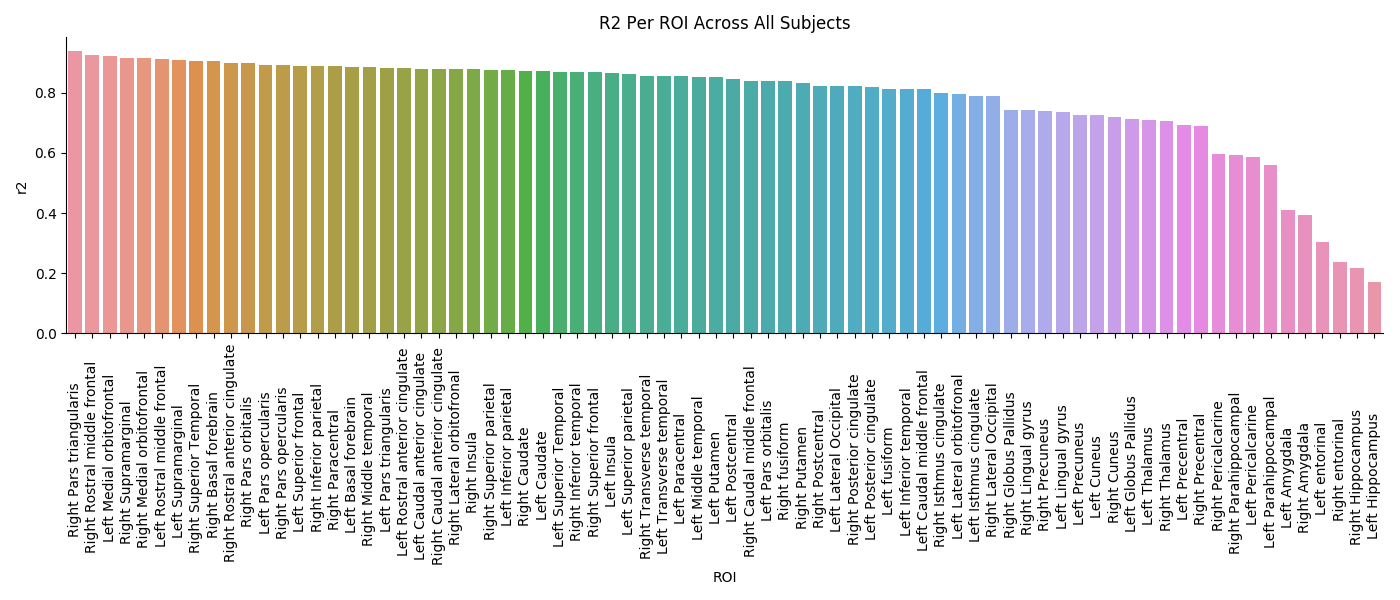 R2 Per ROI Across All Subjects
r2
0.8
0.6
0.4
0.2
0.0
Right Pars triangularis
Right Rostral middle frontal
Left Medial orbitofrontal
Right Supramarginal
Right Medial orbitofrontal
Left Rostral middle frontal
Left Supramarginal
Right Superior Temporal
Right Basal forebrain
Right Rostral anterior cingulate
Right Pars orbitalis
Left Pars opercularis
Right Pars opercularis
Left Superior frontal
Right Inferior parietal
Right Paracentral
Left Basal forebrain
Right Middle temporal
Left Pars triangularis
Left Rostral anterior cingulate
Left Caudal anterior cingulate
Right Caudal anterior cingulate
Right Lateral orbitofronal
Right Insula
Right Superior parietal
Left Inferior parietal
Right Caudate
Left Caudate
Left Superior Temporal
Right Inferior temporal
Right Superior frontal
Left Insula
Left Superior parietal
Right Transverse temporal
Left Transverse temporal
Left Paracentral
Left Middle temporal
Left Putamen
Left Postcentral
Right Caudal middle frontal
Left Pars orbitalis
Right fusiform
Right Putamen
Right Postcentral
Left Lateral Occipital
Right Posterior cingulate
Left Posterior cingulate
Left fusiform
Left Inferior temporal
Left Caudal middle frontal
Right Isthmus cingulate
Left Lateral orbitofronal
Left Isthmus cingulate
Right Lateral Occipital
Right Globus Pallidus
Right Lingual gyrus
Right Precuneus
Left Lingual gyrus
Left Precuneus
Left Cuneus
Right Cuneus
Left Globus Pallidus
Left Thalamus
Right Thalamus
Left Precentral
Right Precentral
Right Pericalcarine
Right Parahippocampal
Left Pericalcarine
Left Parahippocampal
Left Amygdala
Right Amygdala
Left entorinal
Right entorinal
Right Hippocampus
Left Hippocampus
ROI